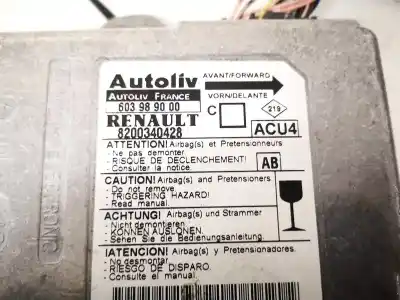 Autoliv
AVANT/FORWARD
VORN/DELANTE
AUTOLIV FRANCE
603 98 90 00
C
219
RENAULT
8200340428
ACU4
ATTENTION! Airbag(s) et Pretensionneurs
- Ne pas demonter.
- RISQUE DE DECLENCHEMENT!
- Consulter la notice.
AB
CAUTION! Airbag(s) and Pretensioners
- Do not remove.
- TRIGGERING HAZARD!
- Read manual.
ACHTUNG! Airbag(s) und Strammer
- Nicht demontieren.
- KÖNNEN AUSLÖSEN.
- Sehen Sie die Bedienungsanleitung.
¡ATENCION! Airbag(s) y Pretensionadores.
- No desmontar.
- RIESGO DE DISPARO.
- Consultar el manual.